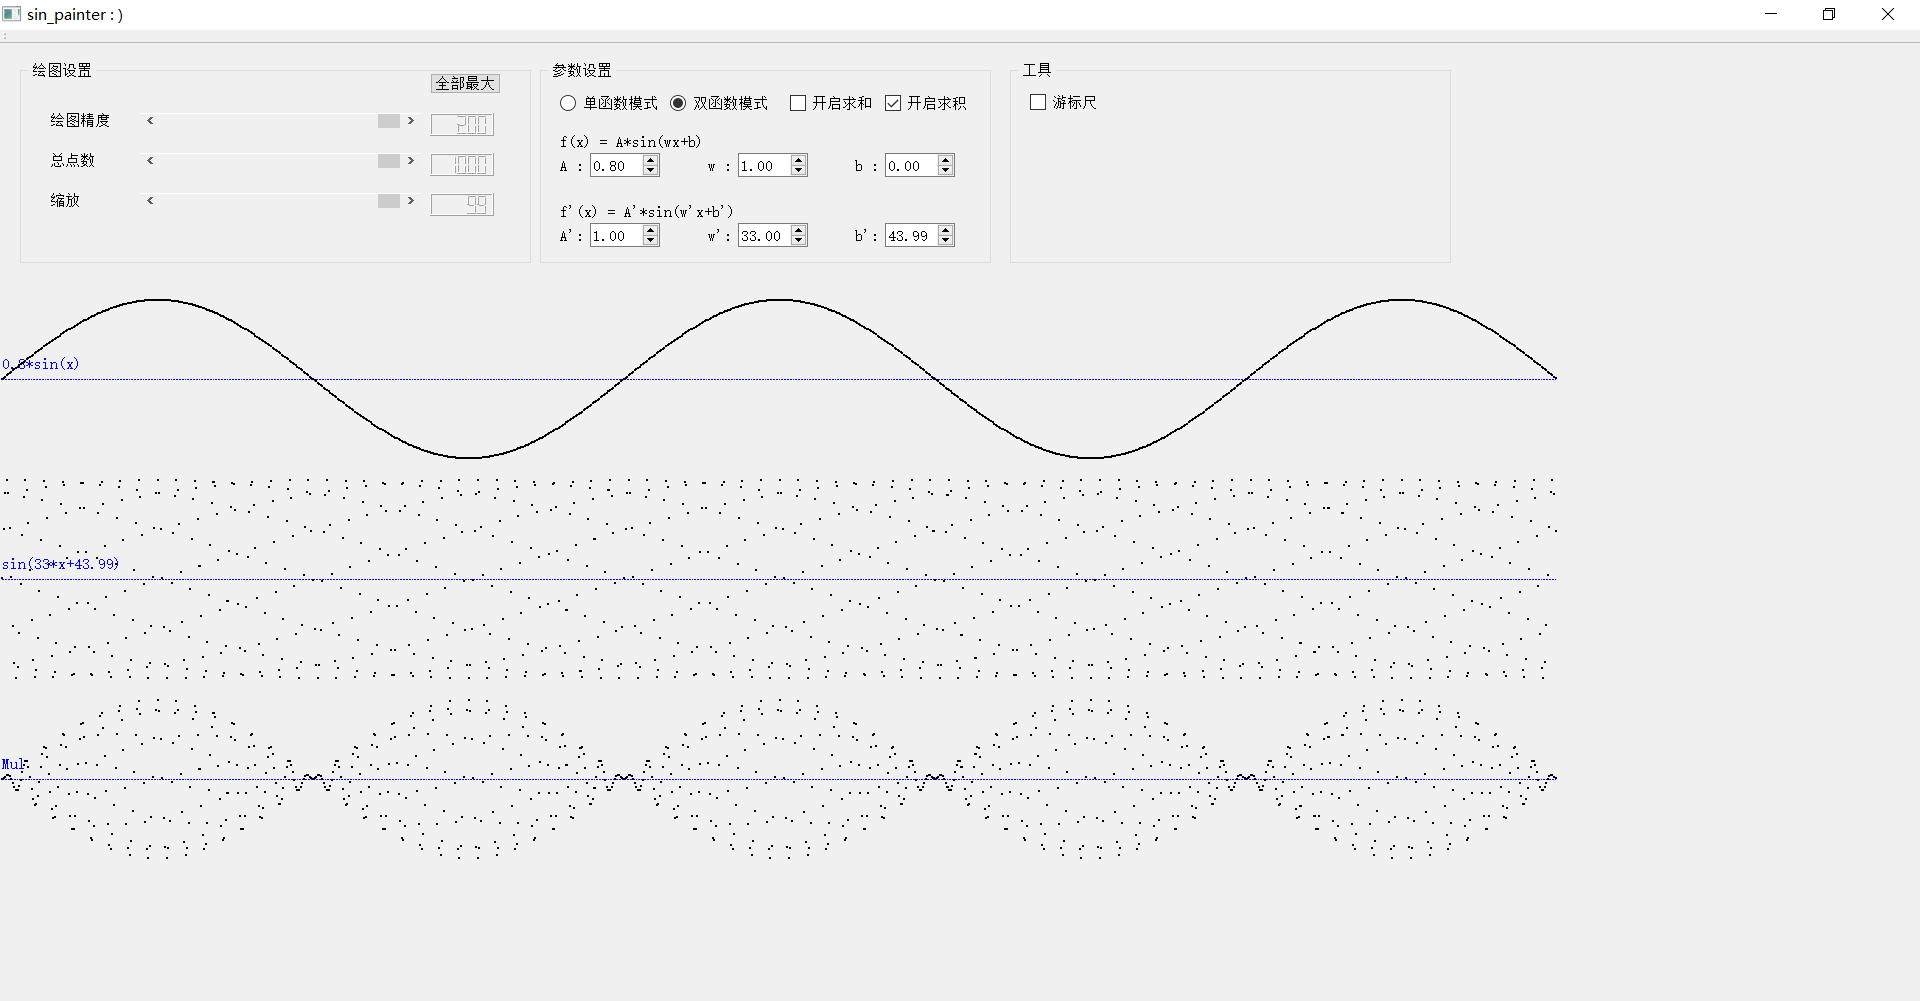 sin_painter : )
绘图设置
全部最大
绘图精度
200
总点数
1000
缩放
99
参数设置
单函数模式 双函数模式 开启求和 开启求积
f(x) = A*sin(wx+b)
A : 0.80 w : 1.00 b : 0.00
f'(x) = A'*sin(w'x+b')
A': 1.00 w': 33.00 b': 43.99
工具
游标尺
0.8*sin(x)
sin(33*x+43.99)
Mul